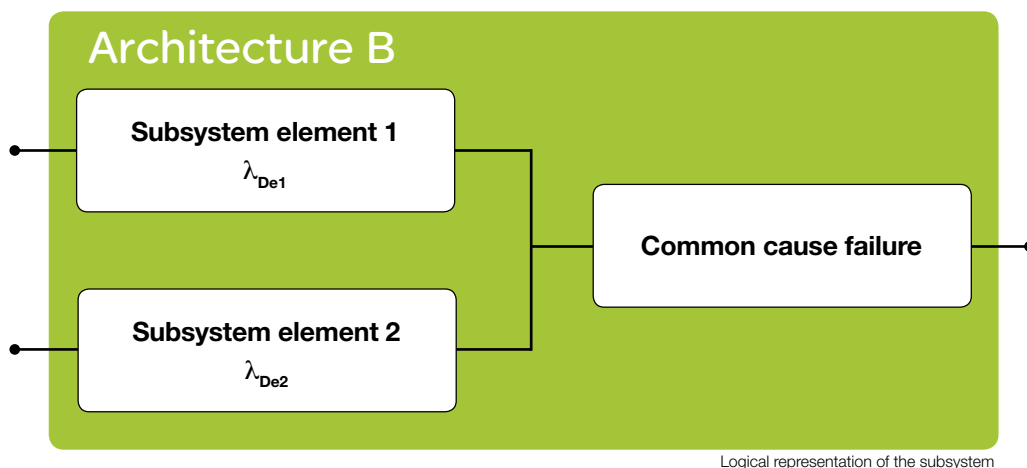 Architecture B
Subsystem element 1
λDe1
Common cause failure
Subsystem element 2
λDe2
Logical representation of the subsystem